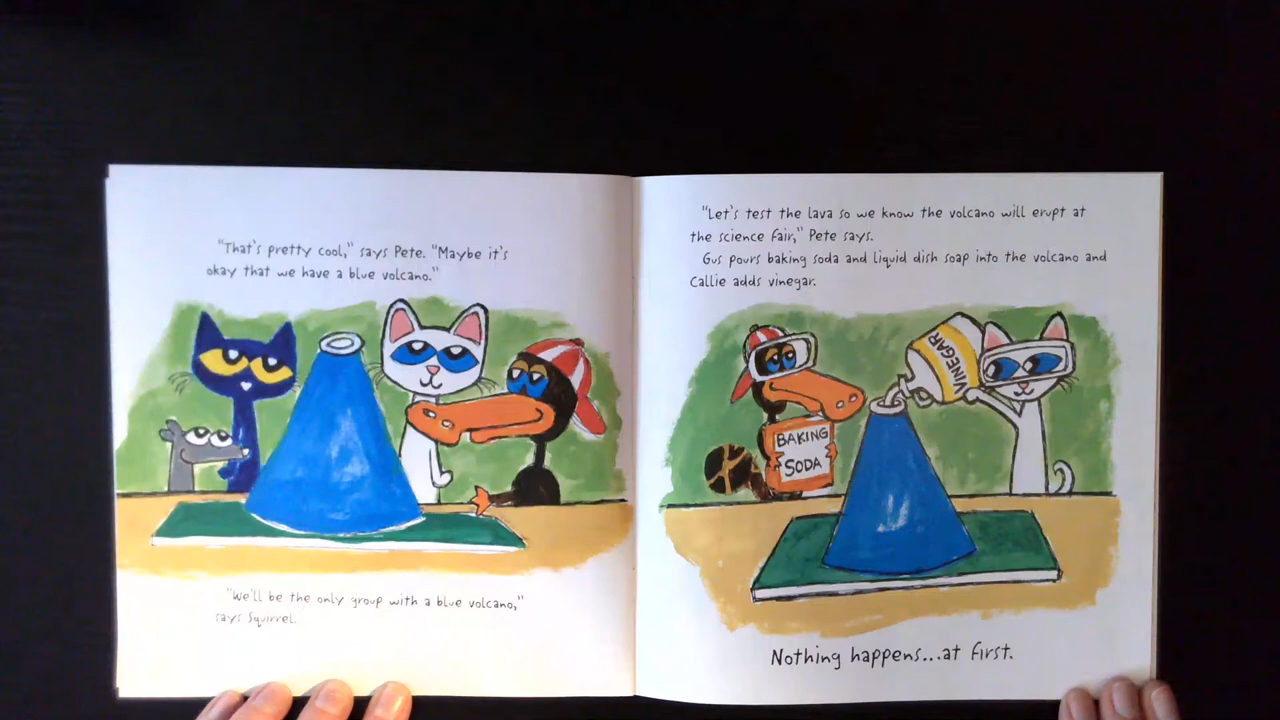 "That's pretty cool," says Pete. "Maybe it's
okay that we have a blue volcano."
"We'll be the only group with a blue volcano,"
says Squirrel.
"Let's test the lava so we know the volcano will erupt at
the science fair," Pete says.
Gus pours baking soda and liquid dish soap into the volcano and
Callie adds vinegar.
VINEGAR
BAKING
SODA
Nothing happens...at first.